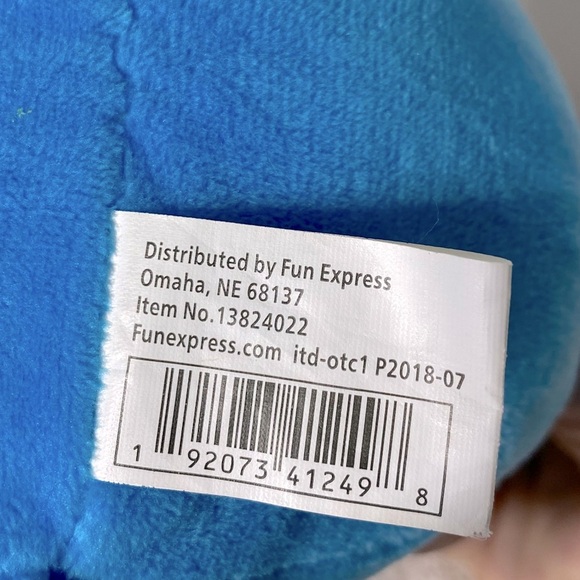 Distributed by Fun Express
Omaha, NE 68137
Item No.13824022
Funexpress.com itd-otc1 P2018-07
1 92073 41249 8